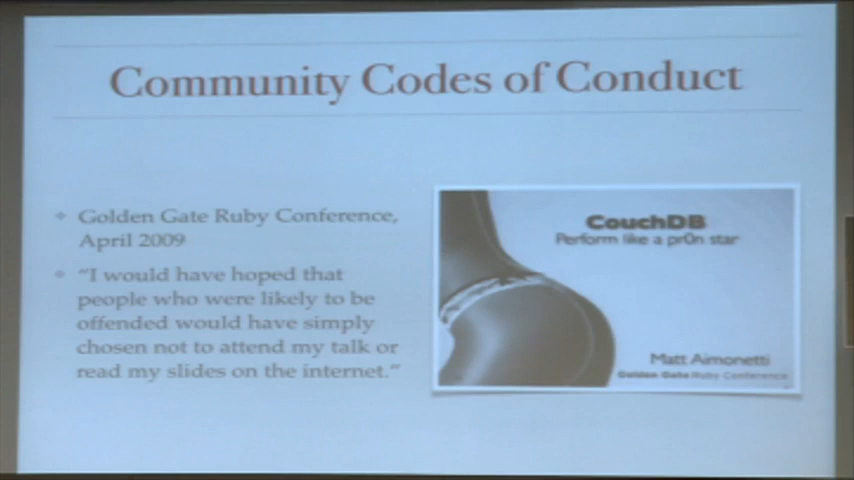 Community Codes of Conduct
Golden Gate Ruby Conference,
April 2009
"I would have hoped that
people who were likely to be
offended would have simply
chosen not to attend my talk or
read my slides on the internet."
CouchDB
Perform like a pr0n star
Matt Aimonetti
Golden Gate Ruby Conference